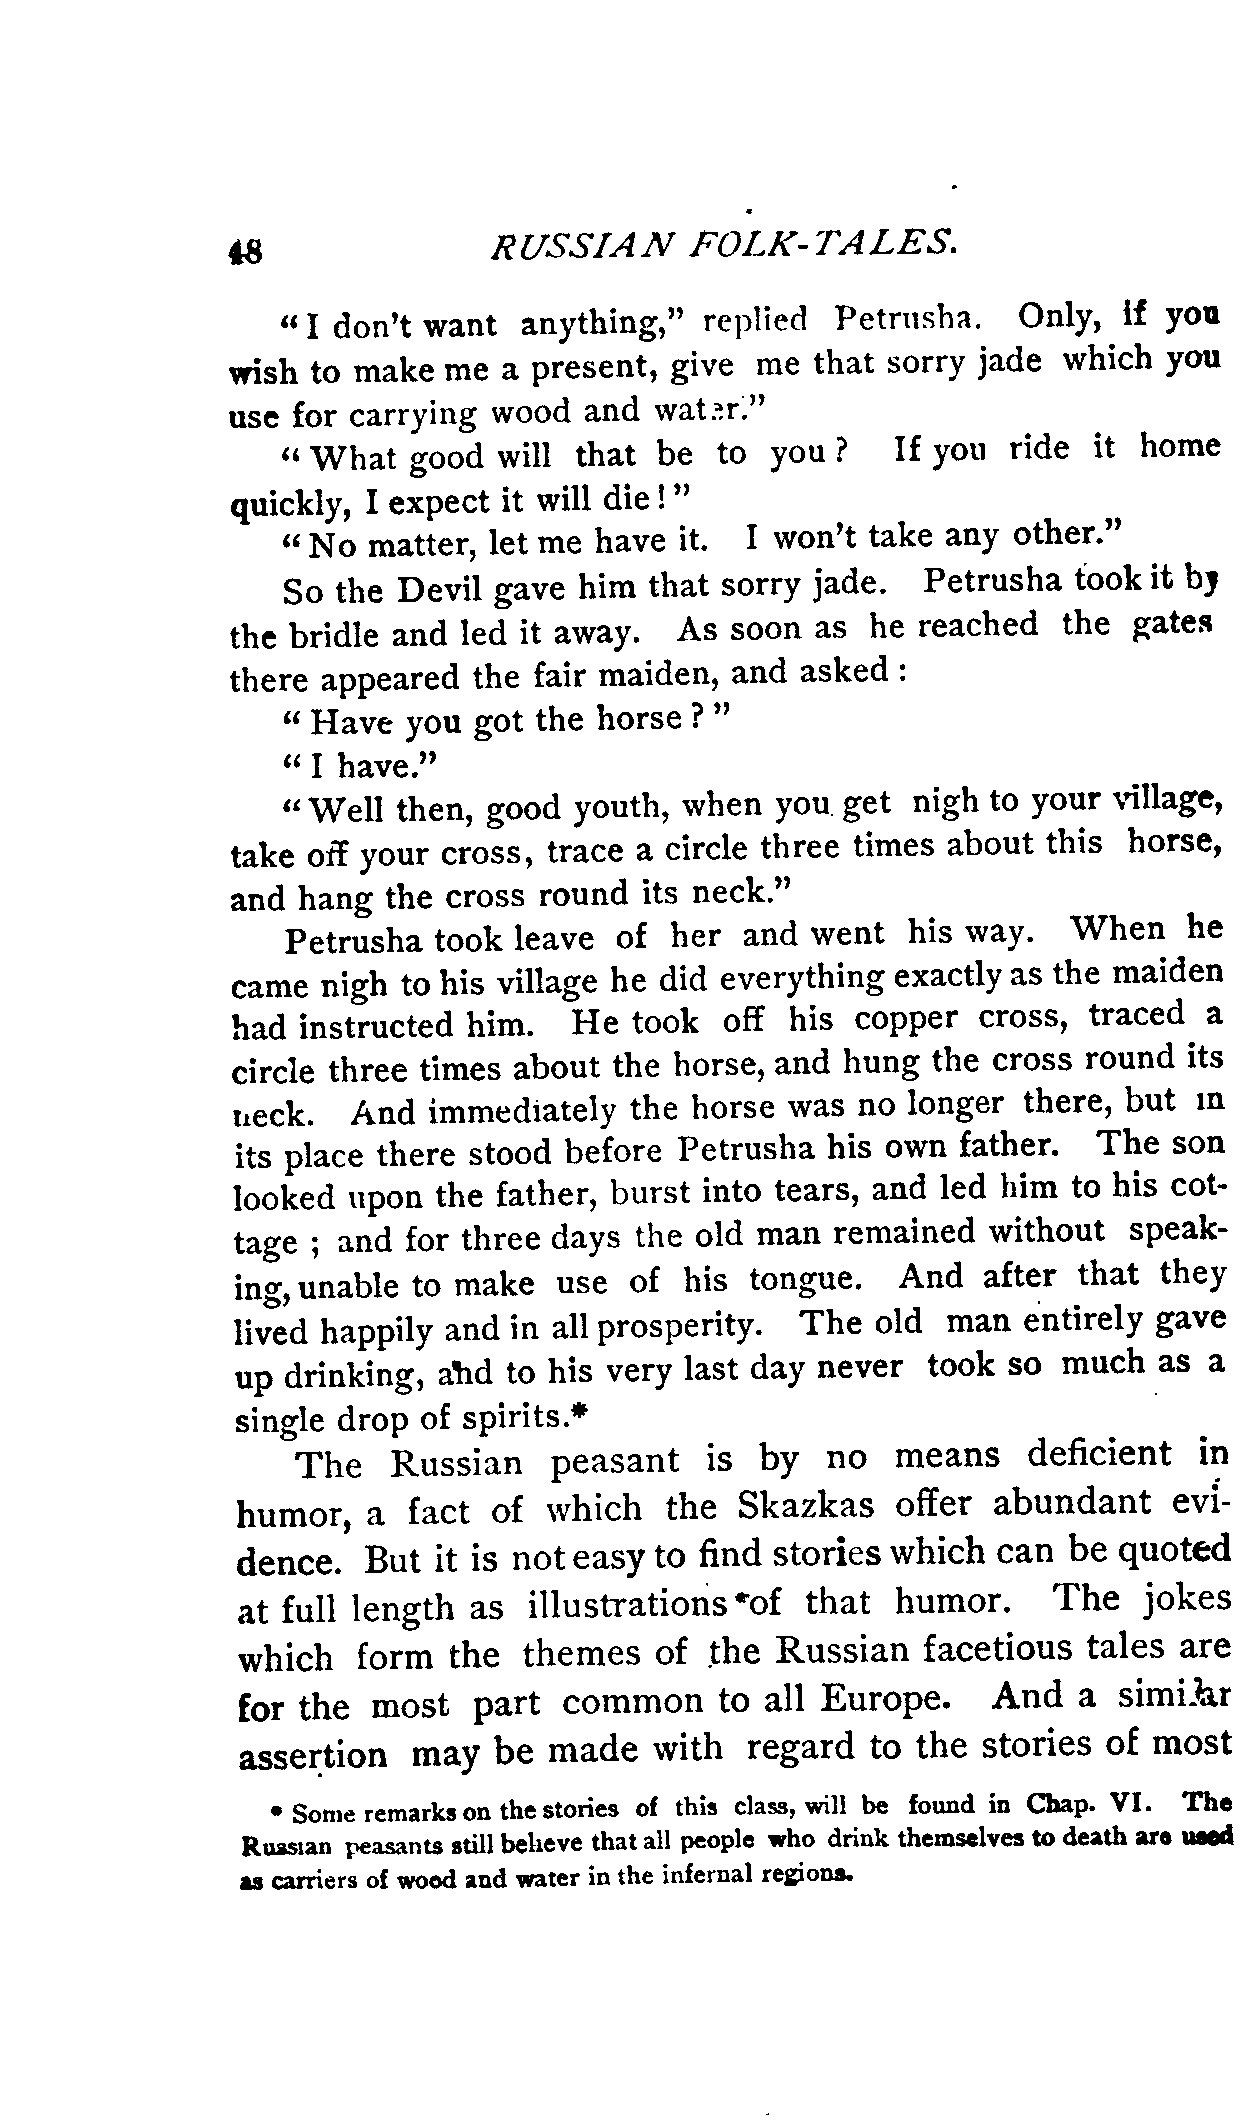 48 RUSSIAN FOLK-TALES.
“I don't want anything,” replied Petrusha. Only, if you
wish to make me a present, give me that sorry jade which you
use for carrying wood and water.”
“What good will that be to you? If you ride it home
quickly, I expect it will die!”
“No matter, let me have it. I won't take any other.”
So the Devil gave him that sorry jade. Petrusha took it by
the bridle and led it away. As soon as he reached the gates
there appeared the fair maiden, and asked:
“Have you got the horse?”
“I have.”
“Well then, good youth, when you get nigh to your village,
take off your cross, trace a circle three times about this horse,
and hang the cross round its neck.”
Petrusha took leave of her and went his way. When he
came nigh to his village he did everything exactly as the maiden
had instructed him. He took off his copper cross, traced a
circle three times about the horse, and hung the cross round its
neck. And immediately the horse was no longer there, but in
its place there stood before Petrusha his own father. The son
looked upon the father, burst into tears, and led him to his cot-
tage; and for three days the old man remained without speak-
ing, unable to make use of his tongue. And after that they
lived happily and in all prosperity. The old man entirely gave
up drinking, and to his very last day never took so much as a
single drop of spirits.*
The Russian peasant is by no means deficient in
humor, a fact of which the Skazkas offer abundant evi-
dence. But it is not easy to find stories which can be quoted
at full length as illustrations of that humor. The jokes
which form the themes of the Russian facetious tales are
for the most part common to all Europe. And a similar
assertion may be made with regard to the stories of most
* Some remarks on the stories of this class, will be found in Chap. VI. The
Russian peasants still believe that all people who drink themselves to death are used
as carriers of wood and water in the infernal regions.